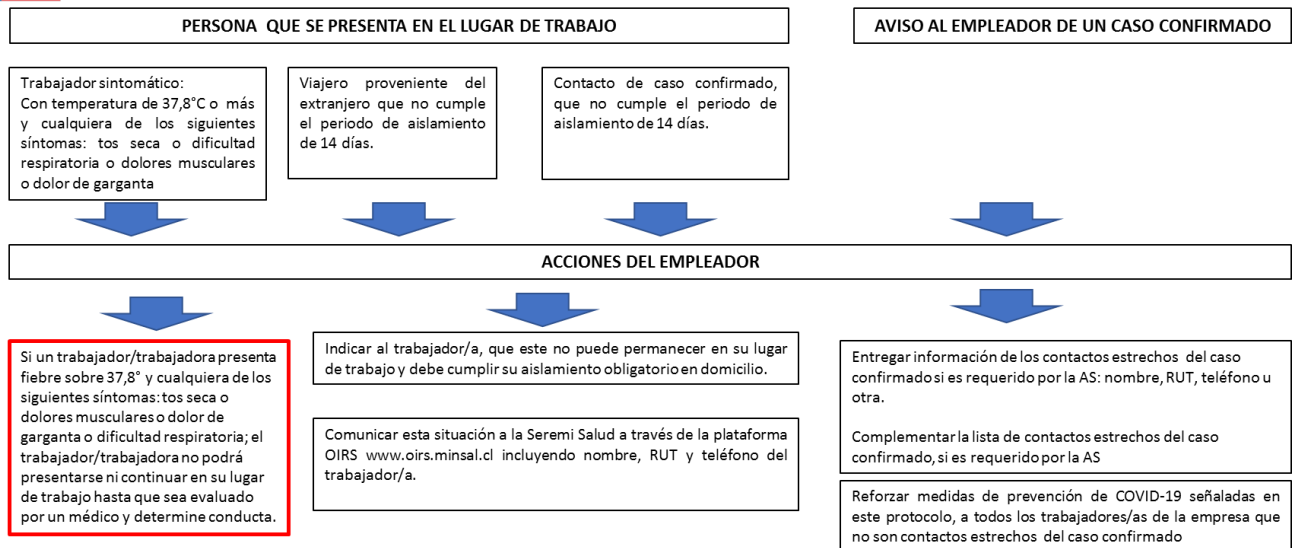 PERSONA QUE SE PRESENTA EN EL LUGAR DE TRABAJO
AVISO AL EMPLEADOR DE UN CASO CONFIRMADO
Trabajador sintomático:
Con temperatura de 37,8°C o más
y cualquiera de los siguientes
síntomas: tos seca o dificultad
respiratoria o dolores musculares
o dolor de garganta
Viajero proveniente del
extranjero que no cumple
el periodo de aislamiento
de 14 días.
Contacto de caso confirmado,
que no cumple el periodo de
aislamiento de 14 días.
ACCIONES DEL EMPLEADOR
Si un trabajador/trabajadora presenta
fiebre sobre 37,8° y cualquiera de los
siguientes síntomas: tos seca o
dolores musculares o dolor de
garganta o dificultad respiratoria; el
trabajador/trabajadora no podrá
presentarse ni continuar en su lugar
de trabajo hasta que sea evaluado
por un médico y determine conducta.
Indicar al trabajador/a, que este no puede permanecer en su lugar
de trabajo y debe cumplir su aislamiento obligatorio en domicilio.
Comunicar esta situación a la Seremi Salud a través de la plataforma
OIRS www.oirs.minsal.cl incluyendo nombre, RUT y teléfono del
trabajador/a.
Entregar información de los contactos estrechos del caso
confirmado si es requerido por la AS: nombre, RUT, teléfono u
otra.
Complementar la lista de contactos estrechos del caso
confirmado, si es requerido por la AS
Reforzar medidas de prevención de COVID-19 señaladas en
este protocolo, a todos los trabajadores/as de la empresa que
no son contactos estrechos del caso confirmado